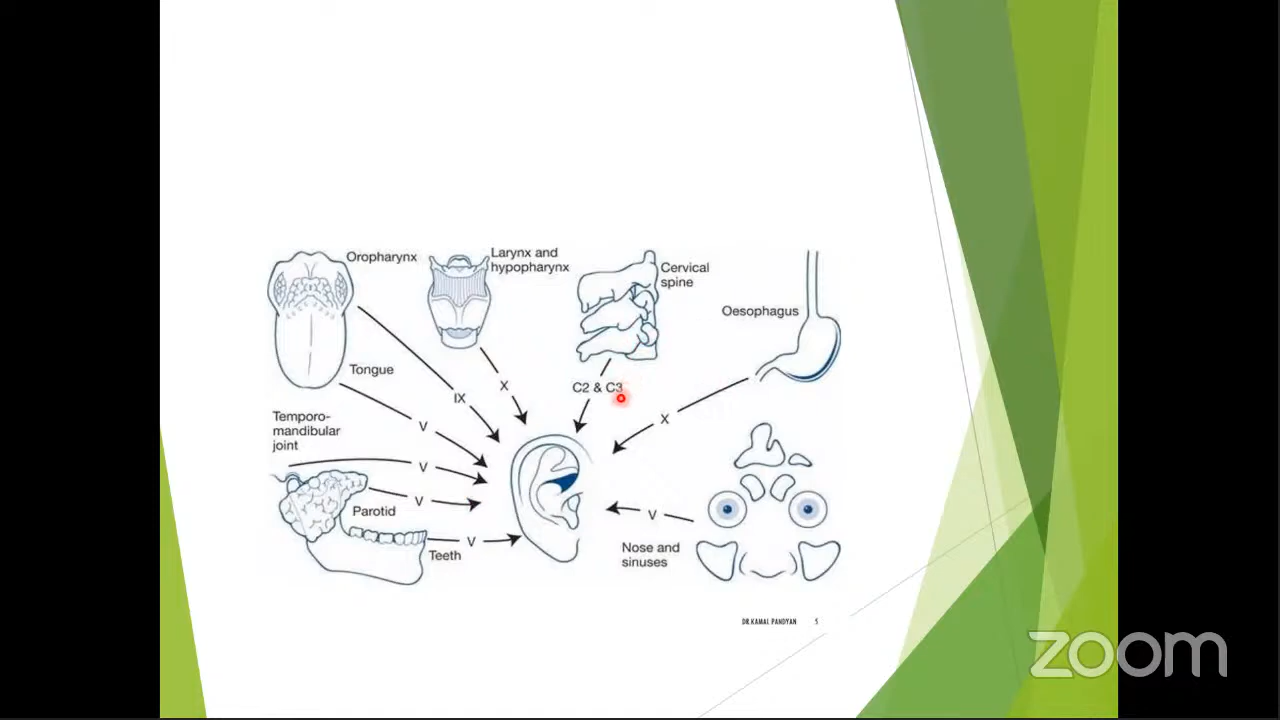 Oropharynx
Larynx and
hypopharynx
Cervical
spine
Oesophagus
Tongue
C2 & C3
X
IX
X
V
Temporo-
mandibular
joint
V
V
Parotid
V
Teeth
V
Nose and
sinuses
DR.KAMAL PANDYAN 5
zoom